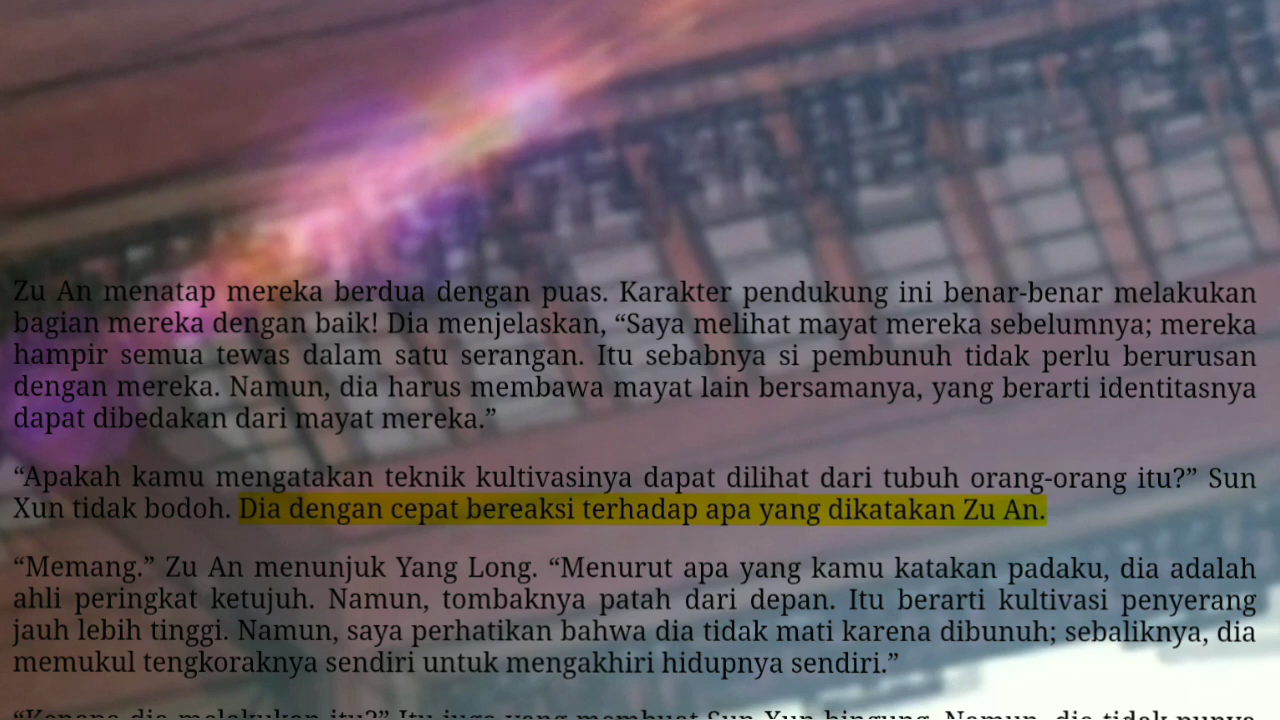 Zu An menatap mereka berdua dengan puas. Karakter pendukung ini benar-benar melakukan
bagian mereka dengan baik! Dia menjelaskan, “Saya melihat mayat mereka sebelumnya; mereka
hampir semua tewas dalam satu serangan. Itu sebabnya si pembunuh tidak perlu berurusan
dengan mereka. Namun, dia harus membawa mayat lain bersamanya, yang berarti identitasnya
dapat dibedakan dari mayat mereka.”
“Apakah kamu mengatakan teknik kultivasinya dapat dilihat dari tubuh orang-orang itu?” Sun
Xun tidak bodoh. Dia dengan cepat bereaksi terhadap apa yang dikatakan Zu An.
“Memang.” Zu An menunjuk Yang Long. “Menurut apa yang kamu katakan padaku, dia adalah
ahli peringkat ketujuh. Namun, tombaknya patah dari depan. Itu berarti kultivasi penyerang
jauh lebih tinggi. Namun, saya perhatikan bahwa dia tidak mati karena dibunuh; sebaliknya, dia
memukul tengkoraknya sendiri untuk mengakhiri hidupnya sendiri.”